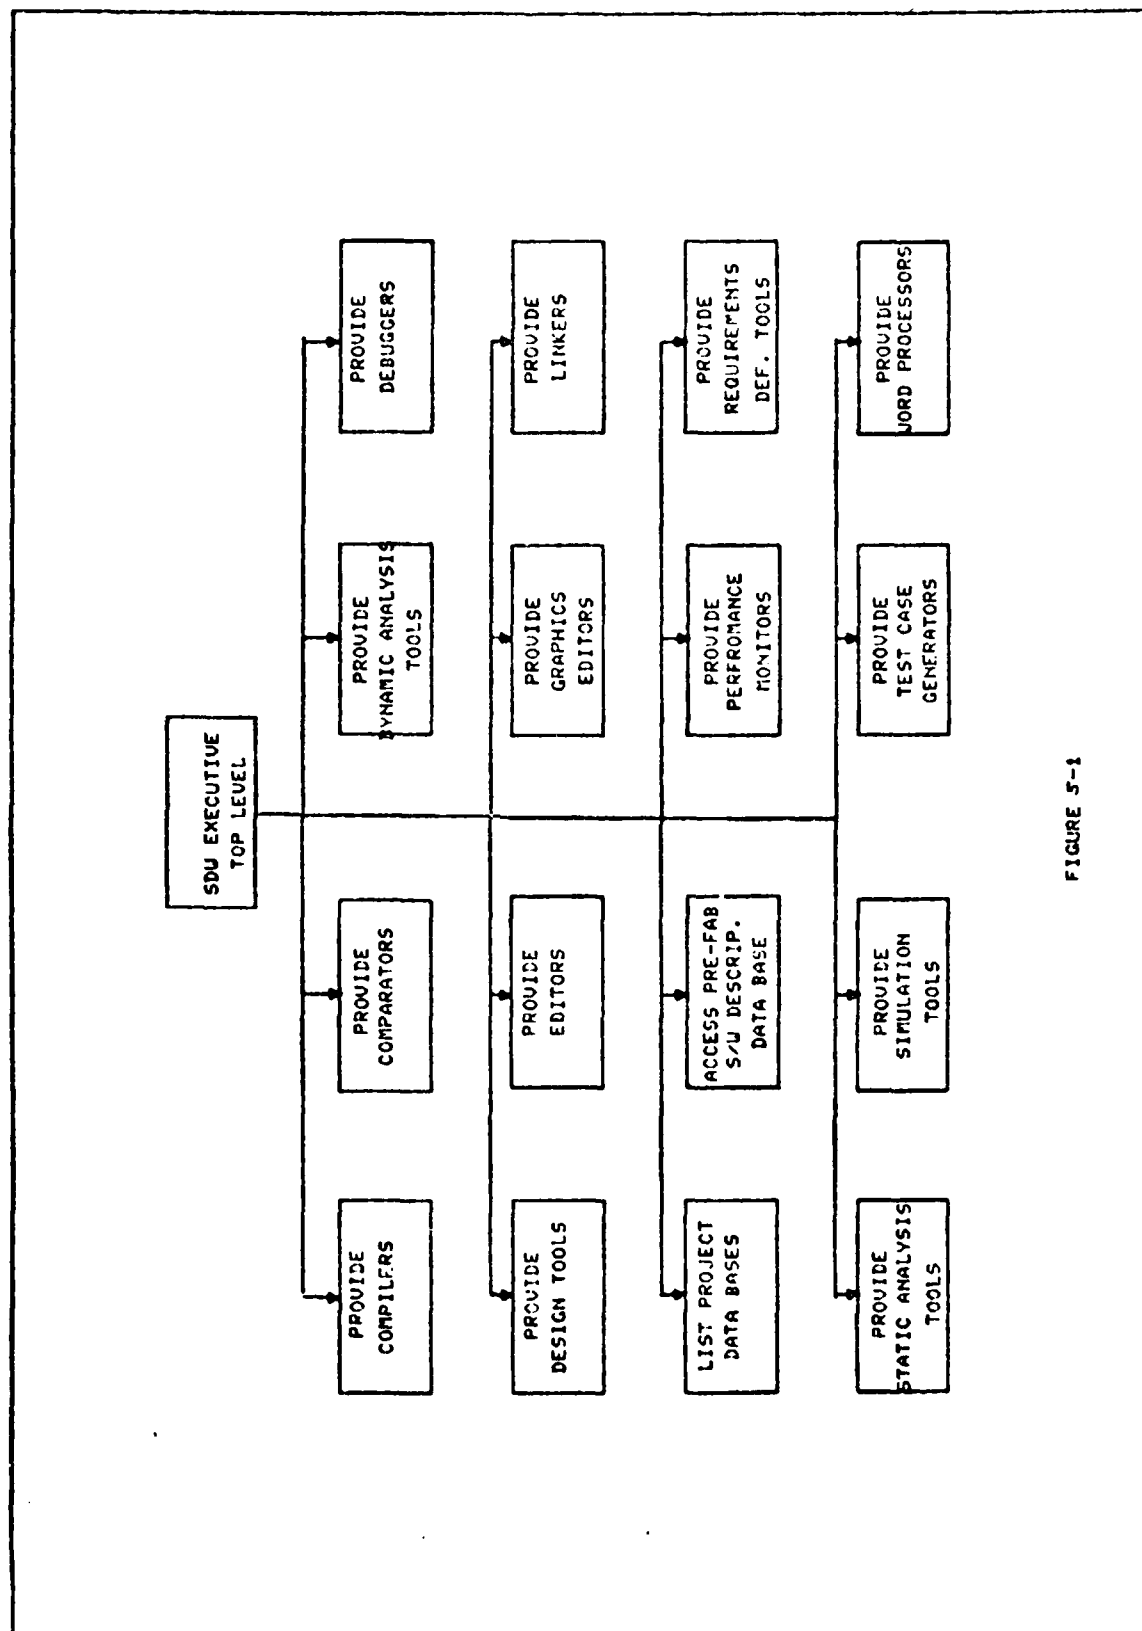 SDW EXECUTIVE
TOP LEVEL
PROVIDE
COMPILERS
PROVIDE
COMPARATORS
PROVIDE
DYNAMIC ANALYSIS
TOOLS
PROVIDE
DEBUGGERS
PROVIDE
DESIGN TOOLS
PROVIDE
EDITORS
PROVIDE
GRAPHICS
EDITORS
PROVIDE
LINKERS
LIST PROJECT
DATA BASES
ACCESS PRE-FAB
S/W DESCRIP.
DATA BASE
PROVIDE
PERFROMANCE
MONITORS
PROVIDE
REQUIREMENTS
DEF. TOOLS
PROVIDE
STATIC ANALYSIS
TOOLS
PROVIDE
SIMULATION
TOOLS
PROVIDE
TEST CASE
GENERATORS
PROVIDE
WORD PROCESSORS
FIGURE 5-1